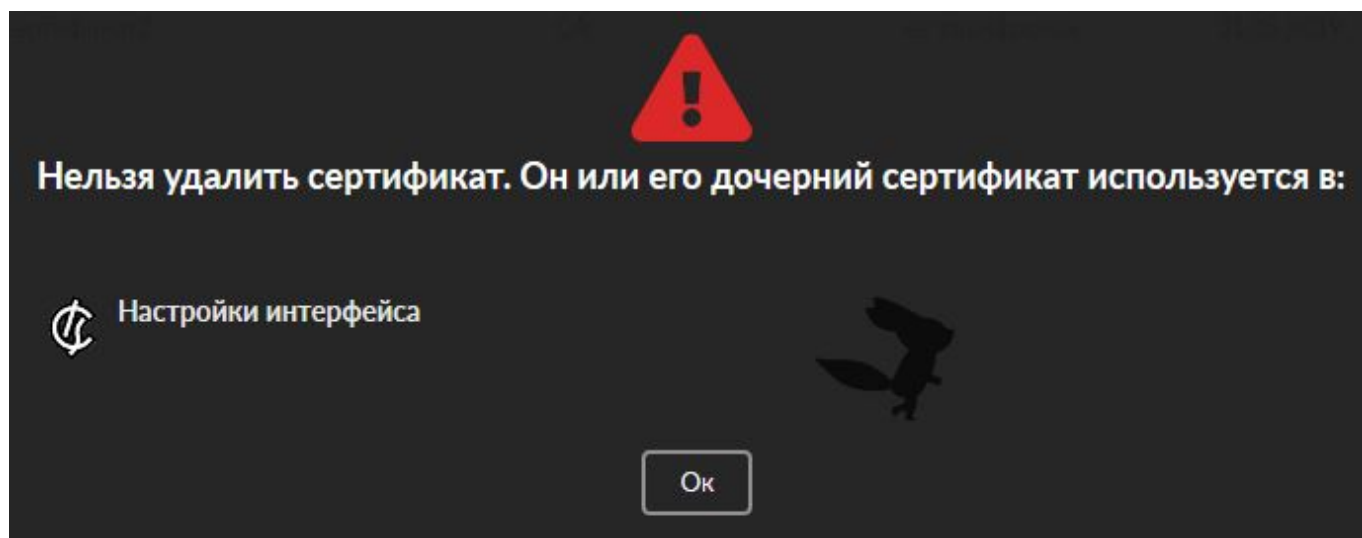 Нельзя удалить сертификат. Он или его дочерний сертификат используется в:
Настройки интерфейса
Ок